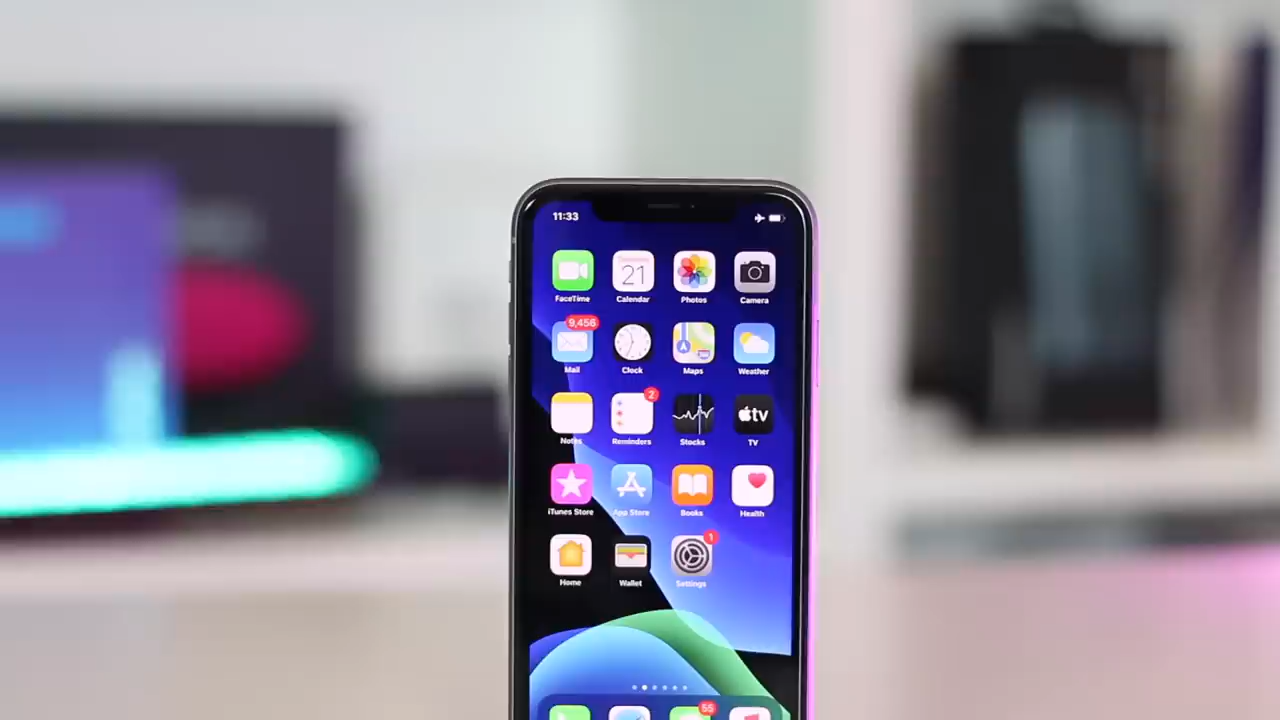 11:33
21
FaceTime Calendar Photos Camera
9,456
Mail Clock Maps Weather
2
tv
Notes Reminders Stocks TV
iTunes Store App Store Books Health
1
Home Wallet Settings
55